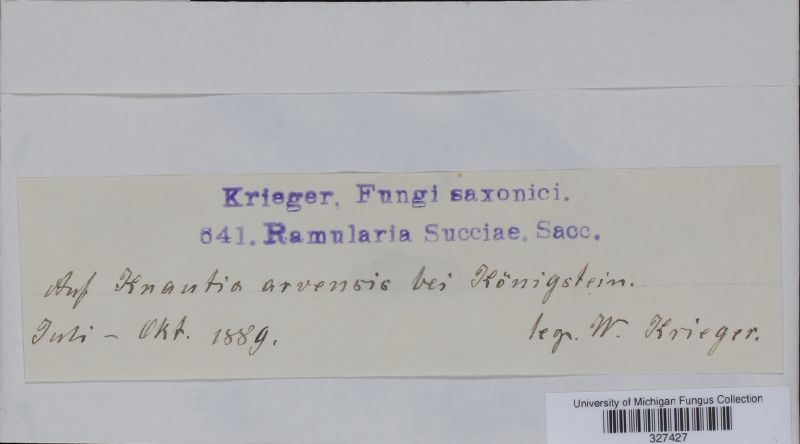 Krieger, Fungi saxonici.
641. Ramularia Succiae. Sacc.
Auf Knautia arvensis bei Königstein.
Juli - Okt. 1889.
leg. W. Krieger.
University of Michigan Fungus Collection
327427